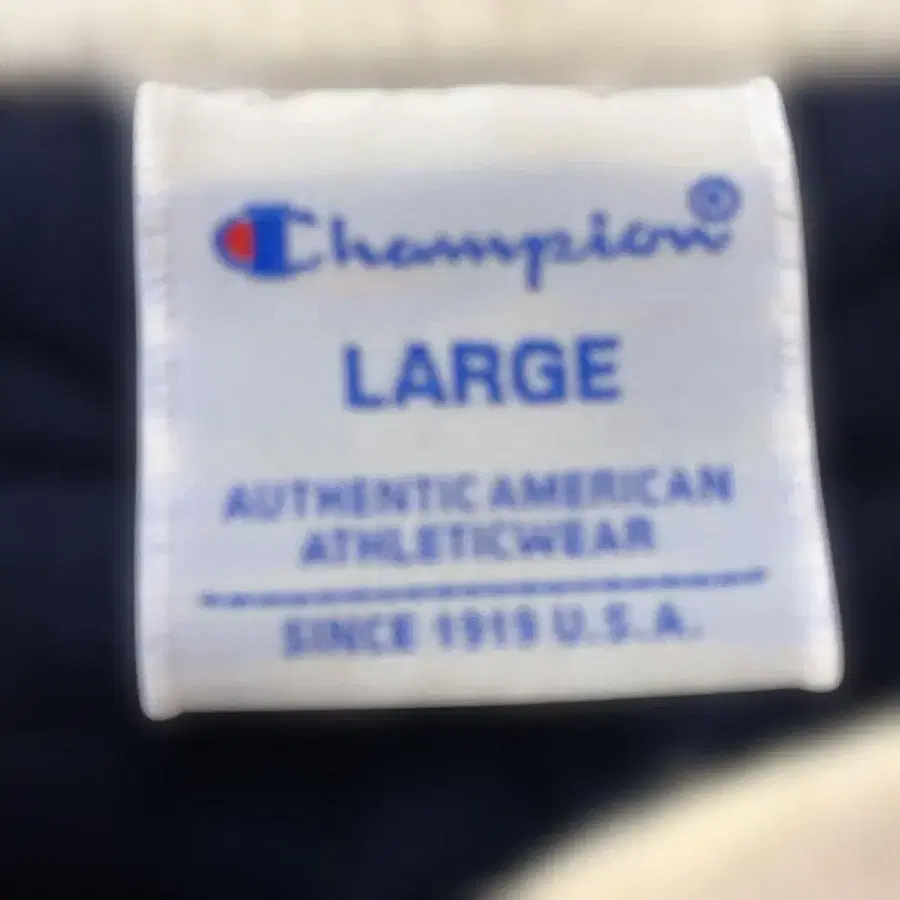 Champion®
LARGE
AUTHENTIC AMERICAN
ATHLETICWEAR
SINCE 1919 U.S.A.